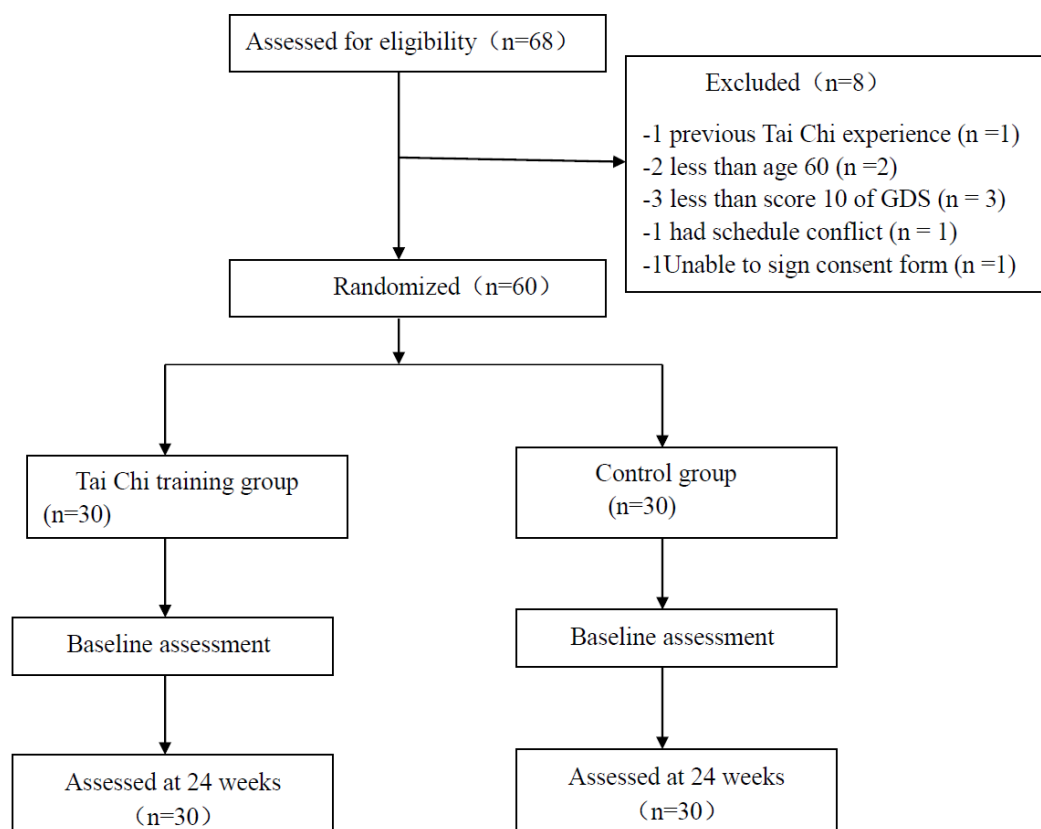 Assessed for eligibility（n=68）
Excluded（n=8）
-1 previous Tai Chi experience (n =1)
-2 less than age 60 (n =2)
-3 less than score 10 of GDS (n = 3)
-1 had schedule conflict (n = 1)
-1Unable to sign consent form (n =1)
Randomized（n=60）
Tai Chi training group
(n=30)
Control group
(n=30)
Baseline assessment
Baseline assessment
Assessed at 24 weeks
（n=30）
Assessed at 24 weeks
（n=30）